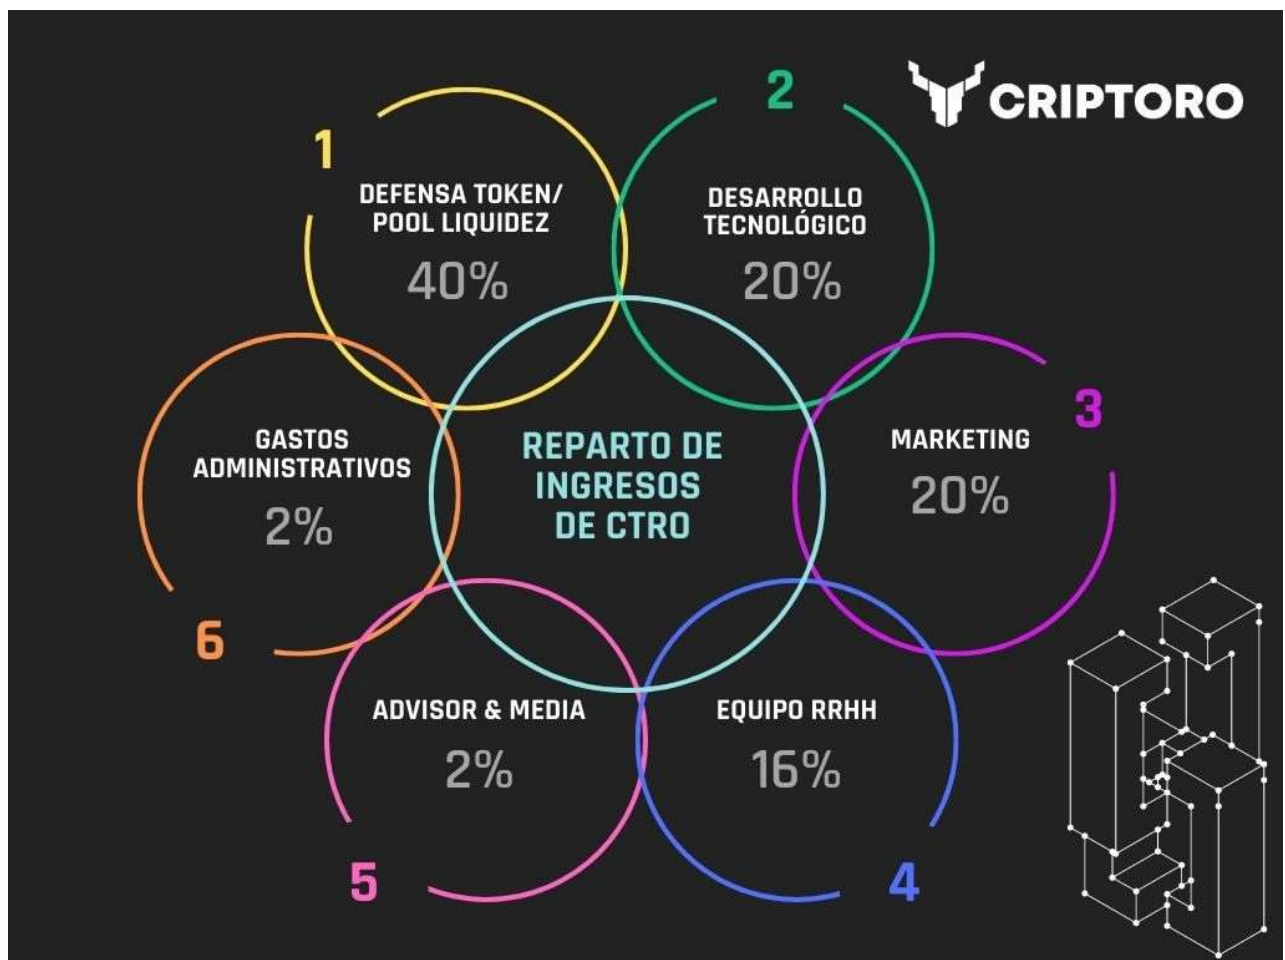 CRIPTORO
1
DEFENSA TOKEN/
POOL LIQUIDEZ
40%
2
DESARROLLO
TECNOLÓGICO
20%
3
MARKETING
20%
4
EQUIPO RRHH
16%
5
ADVISOR & MEDIA
2%
6
GASTOS
ADMINISTRATIVOS
2%
REPARTO DE
INGRESOS
DE CTRO